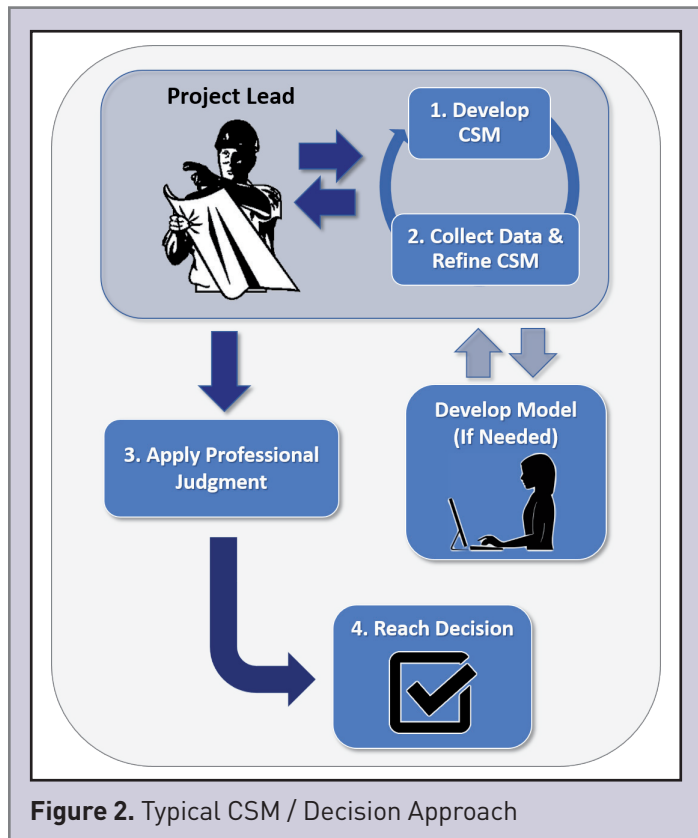 Project Lead
1. Develop
CSM
2. Collect Data &
Refine CSM
Develop Model
(If Needed)
3. Apply Professional
Judgment
4. Reach Decision
Figure 2. Typical CSM / Decision Approach